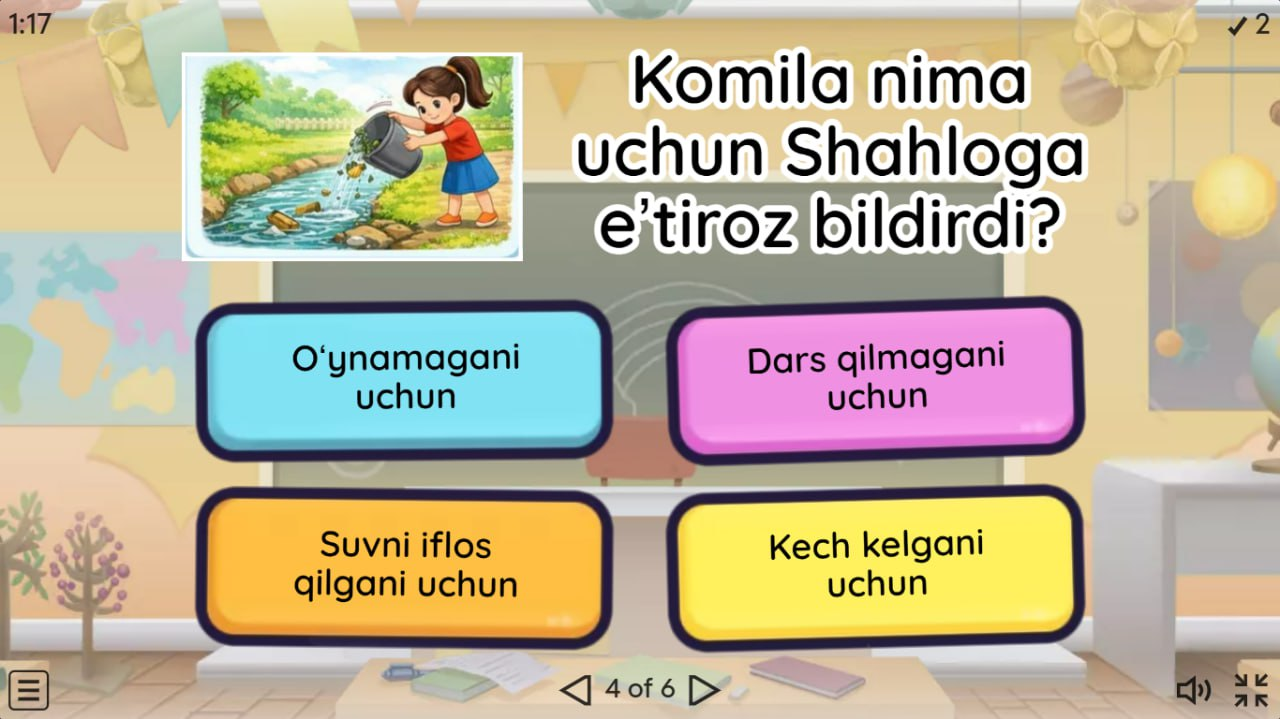 1:17
✓ 2
Komila nima
uchun Shahloga
e’tiroz bildirdi?
O‘ynamagani
uchun
Dars qilmagani
uchun
Suvni iflos
qilgani uchun
Kech kelgani
uchun
4 of 6